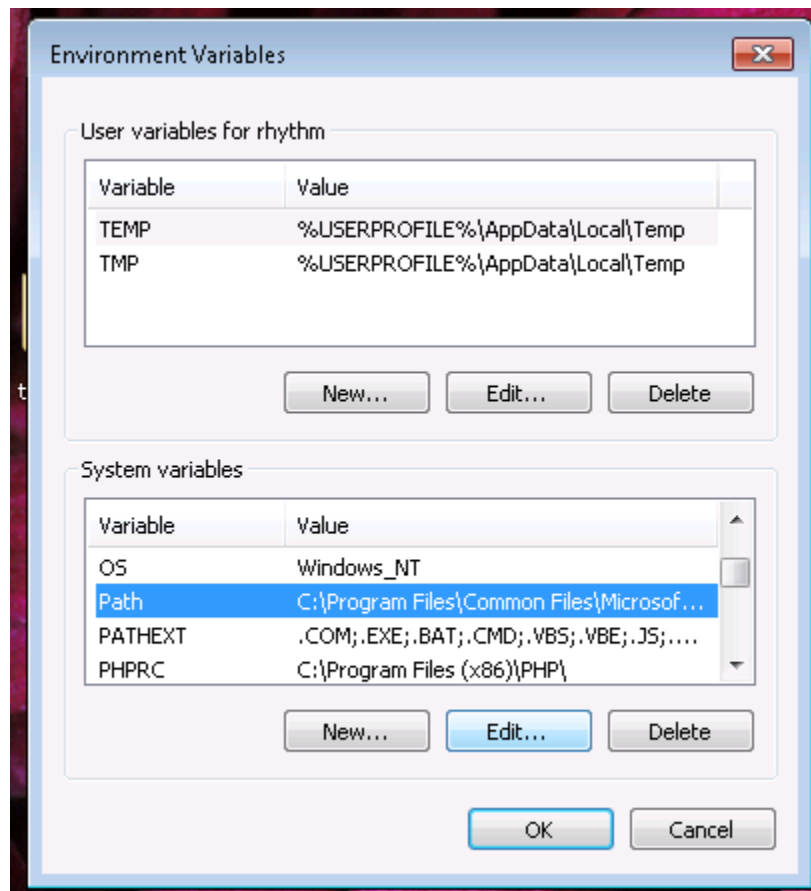 Environment Variables
User variables for rhythm
Variable Value
TEMP %USERPROFILE%\AppData\Local\Temp
TMP %USERPROFILE%\AppData\Local\Temp
t
New... Edit... Delete
System variables
Variable Value
OS Windows_NT
Path C:\Program Files\Common Files\Microsof...
PATHEXT .COM;.EXE;.BAT;.CMD;.VBS;.VBE;.JS;....
PHPRC C:\Program Files (x86)\PHP\
New... Edit... Delete
OK Cancel